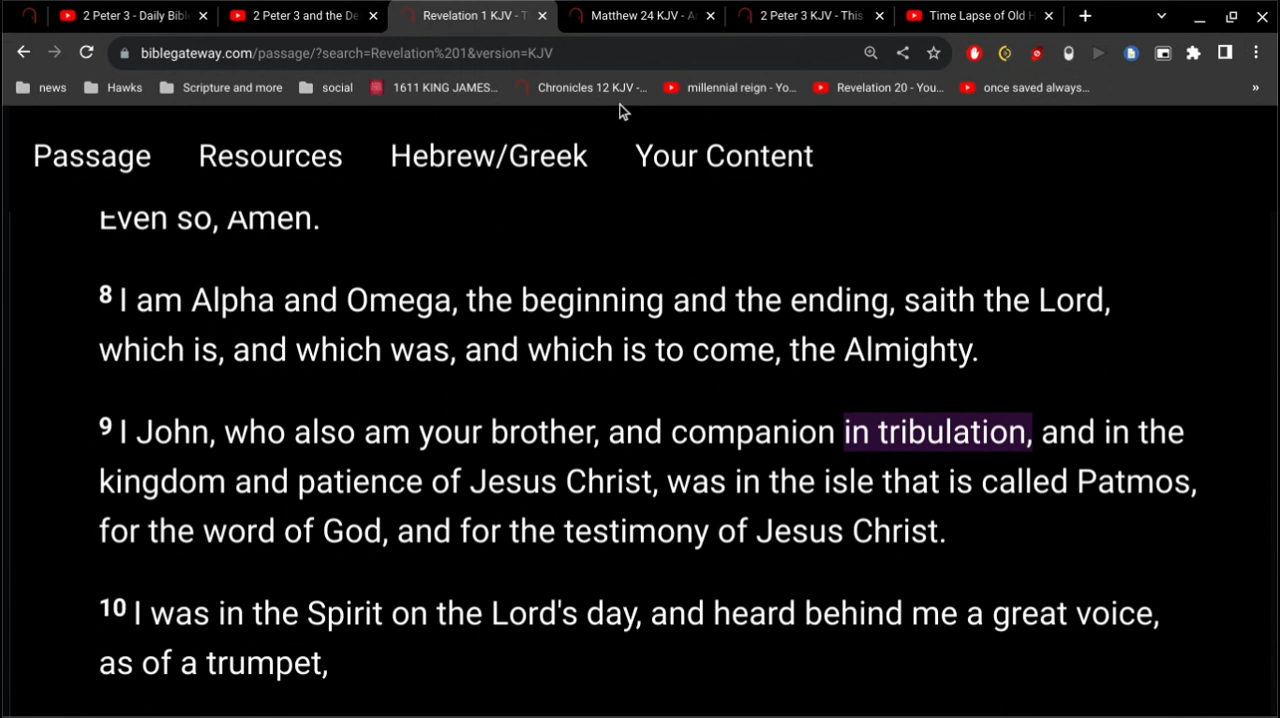 2 Peter 3 - Daily Bibl
2 Peter 3 and the De
Revelation 1 KJV - T
Matthew 24 KJV - A
2 Peter 3 KJV - This
Time Lapse of Old H
biblegateway.com/passage/?search=Revelation%201&version=KJV
news
Hawks
Scripture and more
social
1611 KING JAMES...
Chronicles 12 KJV -...
millennial reign - Yo...
Revelation 20 - You...
once saved always...
»
Passage
Resources
Hebrew/Greek
Your Content
Even so, Amen.
8 I am Alpha and Omega, the beginning and the ending, saith the Lord,
which is, and which was, and which is to come, the Almighty.
9 I John, who also am your brother, and companion in tribulation, and in the
kingdom and patience of Jesus Christ, was in the isle that is called Patmos,
for the word of God, and for the testimony of Jesus Christ.
10 I was in the Spirit on the Lord's day, and heard behind me a great voice,
as of a trumpet,